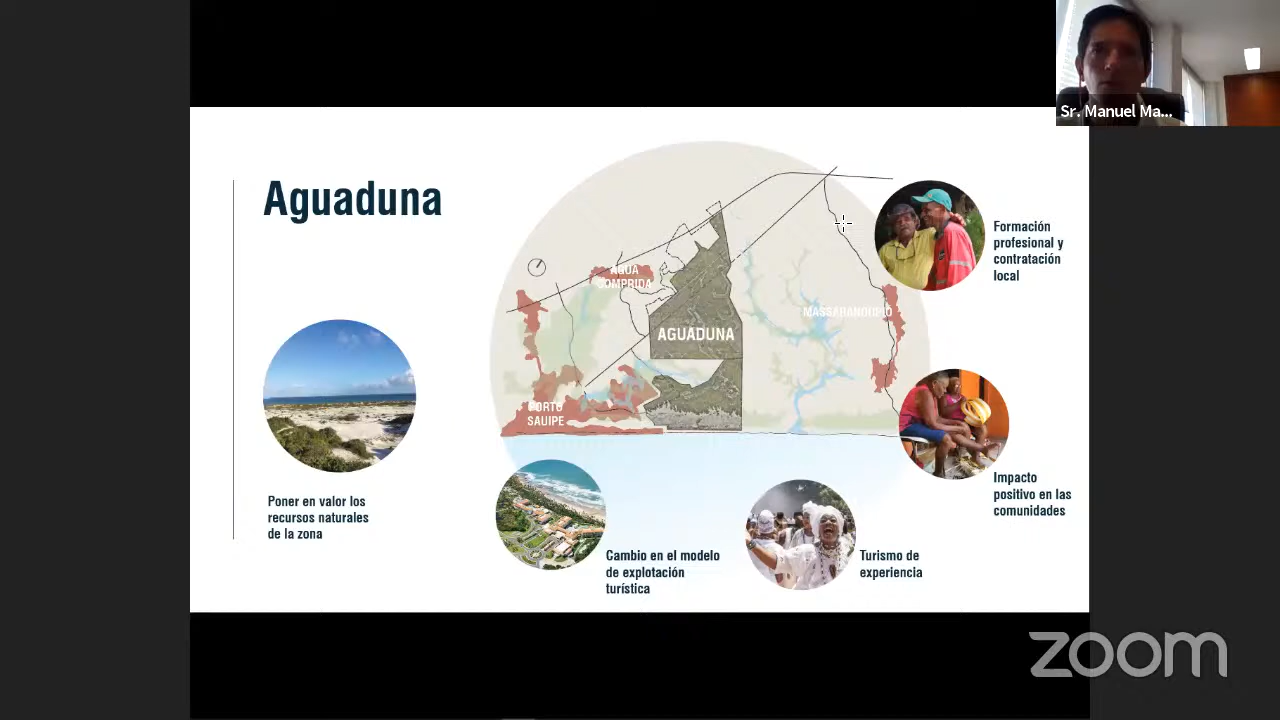 Sr. Manuel Ma...
Aguaduna
Formación
profesional y
contratación
local
AGUA
COMPRIDA
MASSARANDUPIÓ
AGUADUNA
PORTO
SAUIPE
Impacto
positivo en las
comunidades
Poner en valor los
recursos naturales
de la zona
Cambio en el modelo
de explotación
turística
Turismo de
experiencia
zoom